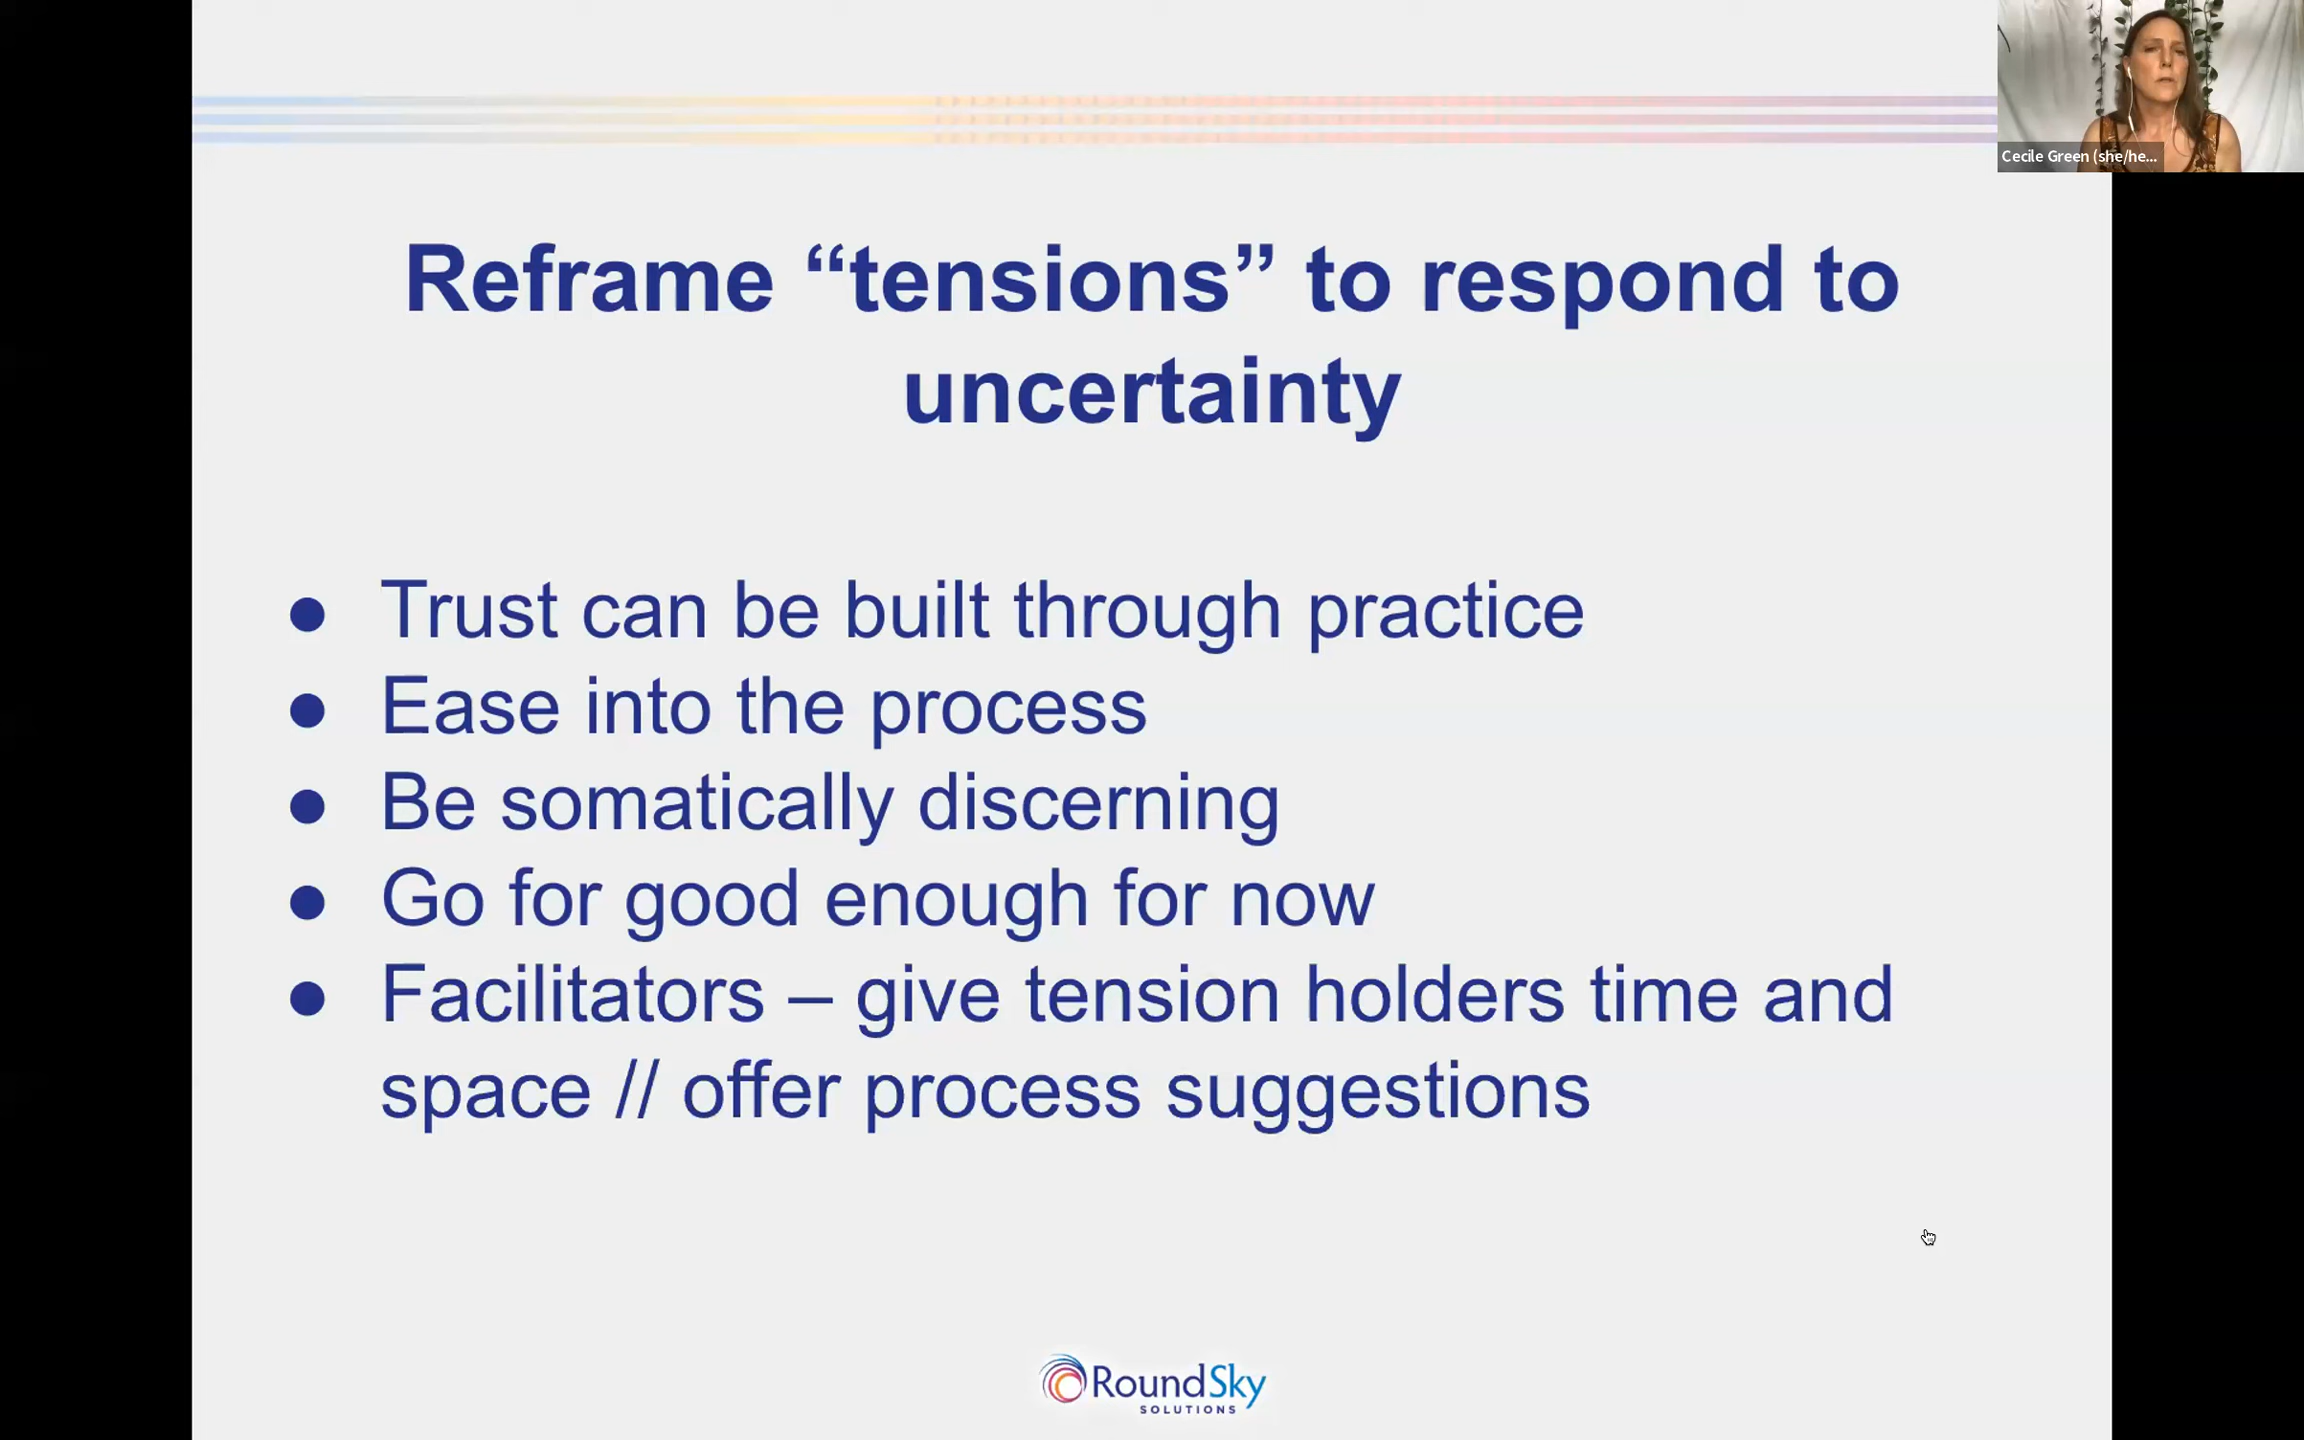 Cecile Green (she/he...
Reframe “tensions” to respond to
uncertainty
● Trust can be built through practice
● Ease into the process
● Be somatically discerning
● Go for good enough for now
● Facilitators – give tension holders time and
space // offer process suggestions
RoundSky
SOLUTIONS